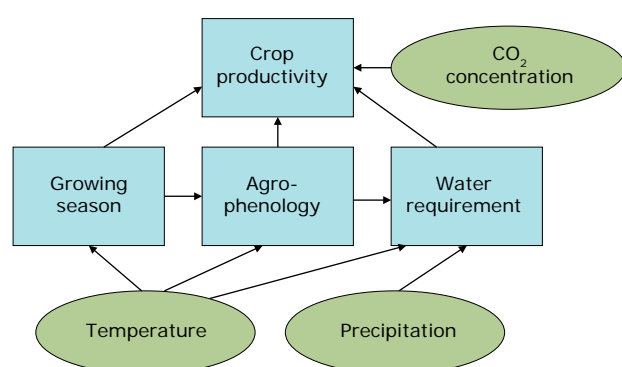 Crop
productivity
CO₂
concentration
Growing
season
Agro-
phenology
Water
requirement
Temperature
Precipitation